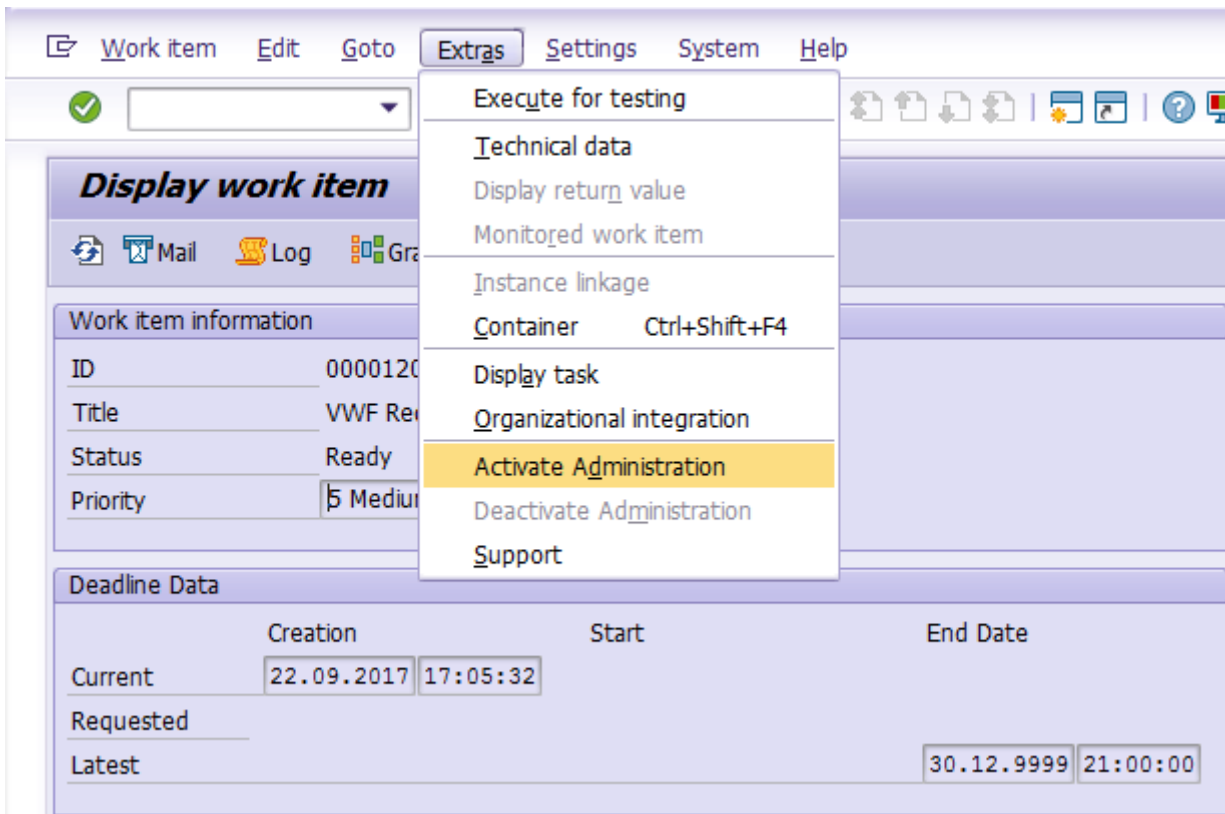 Work item Edit Goto Extras Settings System Help
Execute for testing
Technical data
Display work item
Display return value
Monitored work item
Mail Log
Instance linkage
Container Ctrl+Shift+F4
Display task
Organizational integration
Activate Administration
Deactivate Administration
Support
Work item information
ID 0000120
Title VWF
Status Ready
Priority 5
Deadline Data
Creation Start End Date
Current 22.09.2017 17:05:32
Requested
Latest 30.12.9999 21:00:00